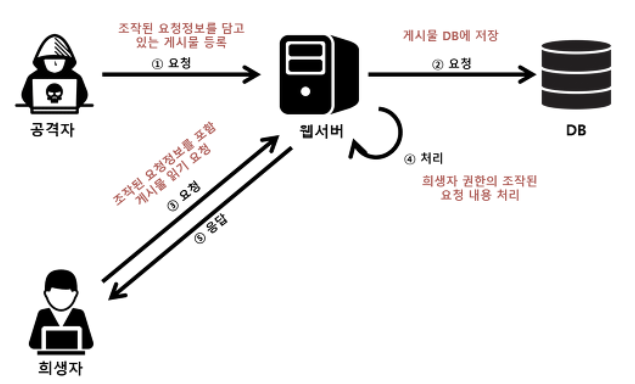 조작된 요청정보를 담고
있는 게시물 등록
① 요청
게시물 DB에 저장
② 요청
공격자
웹서버
DB
조작된 요청정보를 포함
게시물 읽기 요청
③ 요청
④ 처리
희생자 권한의 조작된
요청 내용 처리
⑤ 응답
희생자